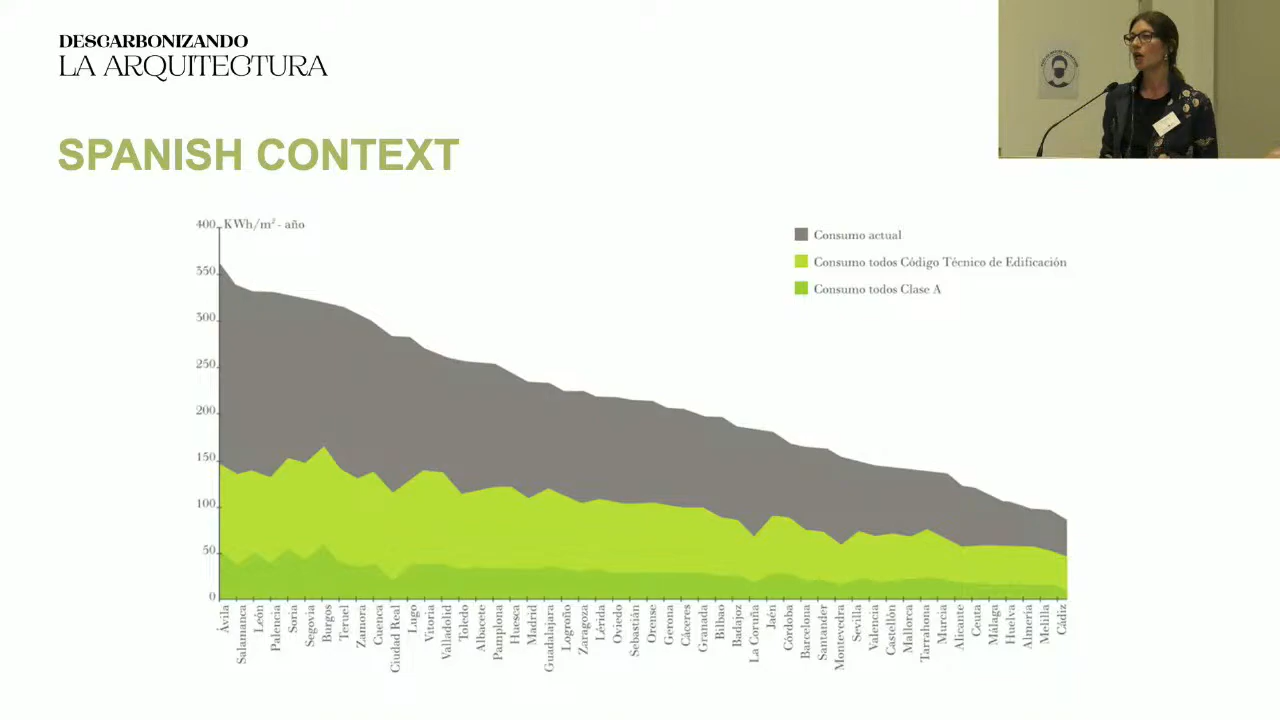 DESCARBONIZANDO
LA ARQUITECTURA
SPANISH CONTEXT
400 KWh/m² - año
350
300
250
200
150
100
50
0
Consumo actual
Consumo todos Código Técnico de Edificación
Consumo todos Clase A
Ávila
Salamanca
León
Palencia
Soria
Segovia
Burgos
Teruel
Zamora
Cuenca
Ciudad Real
Lugo
Vitoria
Valladolid
Toledo
Albacete
Pamplona
Huesca
Madrid
Guadalajara
Logroño
Zaragoza
Lérida
Oviedo
Sebastián
Orense
Gerona
Cáceres
Granada
Bilbao
Badajoz
La Coruña
Jaén
Córdoba
Barcelona
Santander
Montevedra
Sevilla
Valencia
Castellón
Mallorca
Tarrahona
Murcia
Alicante
Ceuta
Málaga
Huelva
Almería
Melilla
Cádiz